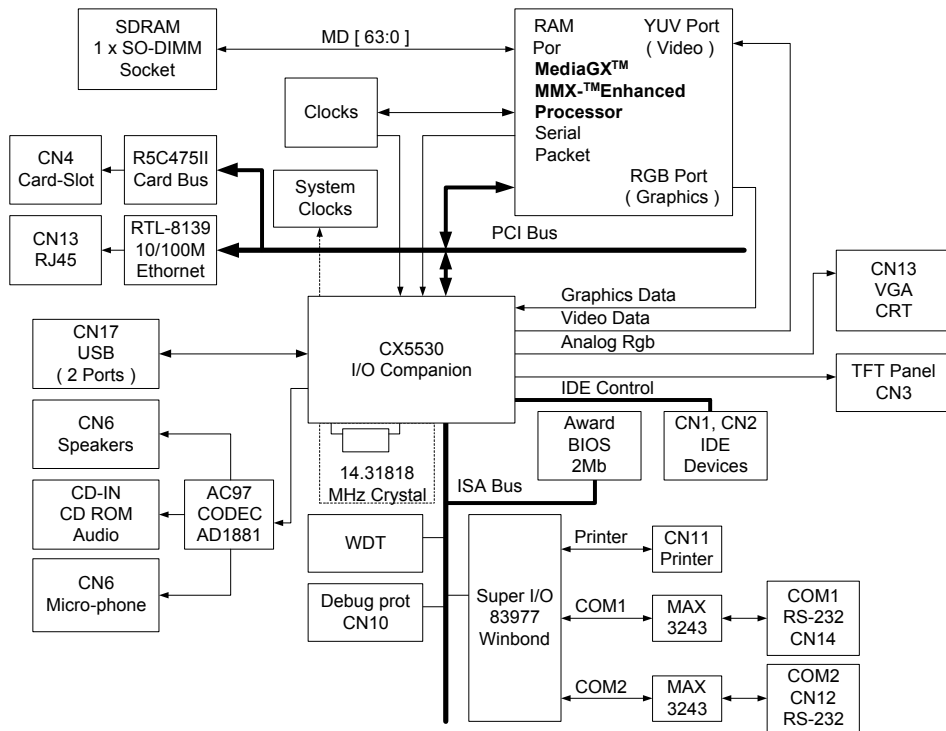 SDRAM
1 x SO-DIMM
Socket
MD [ 63:0 ]
RAM
Por
MediaGX™
MMX-™Enhanced
Processor
Serial
Packet
YUV Port
( Video )
RGB Port
( Graphics )
Clocks
CN4
Card-Slot
R5C475II
Card Bus
System
Clocks
CN13
RJ45
RTL-8139
10/100M
Ethornet
PCI Bus
CN17
USB
( 2 Ports )
CX5530
I/O Companion
Graphics Data
Video Data
Analog Rgb
CN13
VGA
CRT
TFT Panel
CN3
IDE Control
CN6
Speakers
14.31818
MHz Crystal
Award
BIOS
2Mb
CN1, CN2
IDE
Devices
ISA Bus
CD-IN
CD ROM
Audio
AC97
CODEC
AD1881
CN6
Micro-phone
WDT
Debug prot
CN10
Super I/O
83977
Winbond
Printer
CN11
Printer
COM1
MAX
3243
COM1
RS-232
CN14
COM2
MAX
3243
COM2
CN12
RS-232